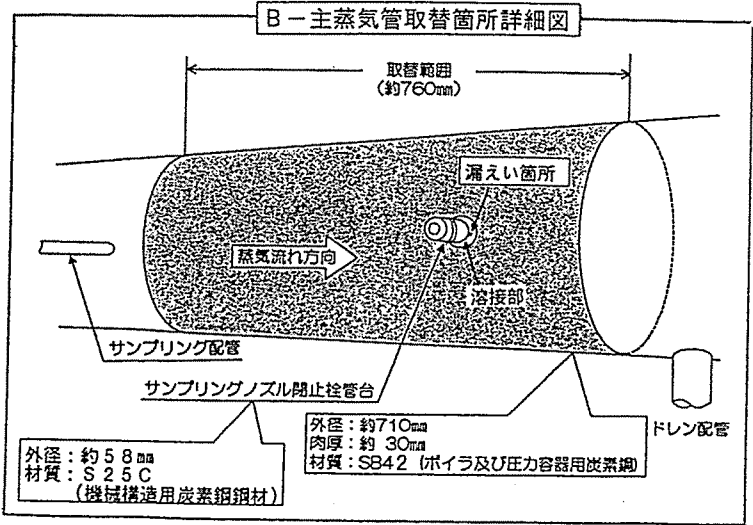 B－主蒸気管取替箇所詳細図
取替範囲
（約760mm）
漏えい箇所
蒸気流れ方向
溶接部
サンプリング配管
サンプリングノズル閉止栓管台
ドレン配管
外径：約710mm
肉厚：約 30mm
材質：SB42（ボイラ及び圧力容器用炭素鋼）
外径：約58mm
材質：S25C
（機械構造用炭素鋼鋼材）